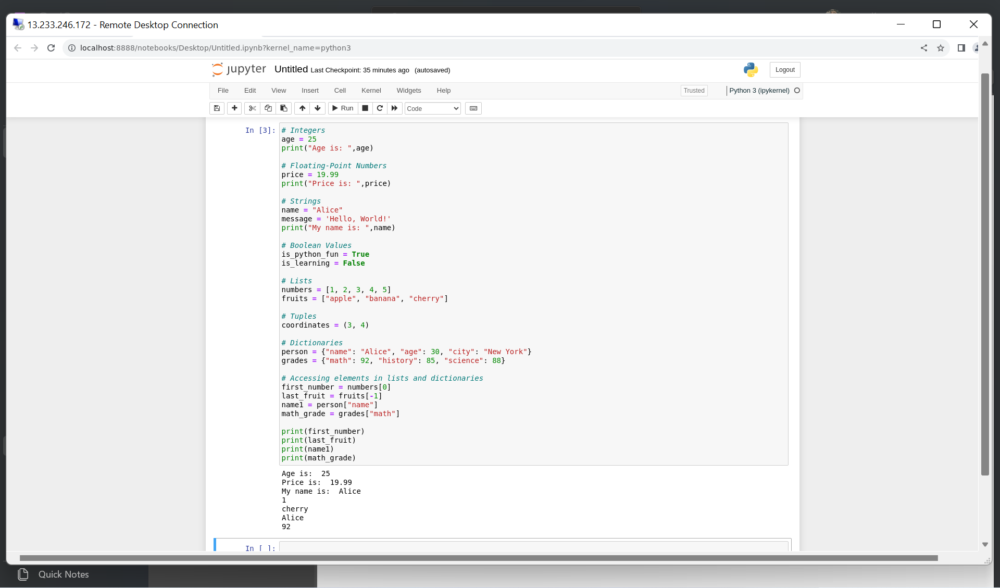 13.233.246.172 - Remote Desktop Connection
localhost:8888/notebooks/Desktop/Untitled.ipynb?kernel_name=python3
jupyter Untitled Last Checkpoint: 35 minutes ago (autosaved) Logout
File Edit View Insert Cell Kernel Widgets Help Trusted Python 3 (ipykernel)
Run Code
In [3]: # Integers
age = 25
print("Age is: ",age)
# Floating-Point Numbers
price = 19.99
print("Price is: ",price)
# Strings
name = "Alice"
message = 'Hello, World!'
print("My name is: ",name)
# Boolean Values
is_python_fun = True
is_learning = False
# Lists
numbers = [1, 2, 3, 4, 5]
fruits = ["apple", "banana", "cherry"]
# Tuples
coordinates = (3, 4)
# Dictionaries
person = {"name": "Alice", "age": 30, "city": "New York"}
grades = {"math": 92, "history": 85, "science": 88}
# Accessing elements in lists and dictionaries
first_number = numbers[0]
last_fruit = fruits[-1]
name1 = person["name"]
math_grade = grades["math"]
print(first_number)
print(last_fruit)
print(name1)
print(math_grade)
Age is:  25
Price is:  19.99
My name is:  Alice
1
cherry
Alice
92
In [ ]:
Quick Notes